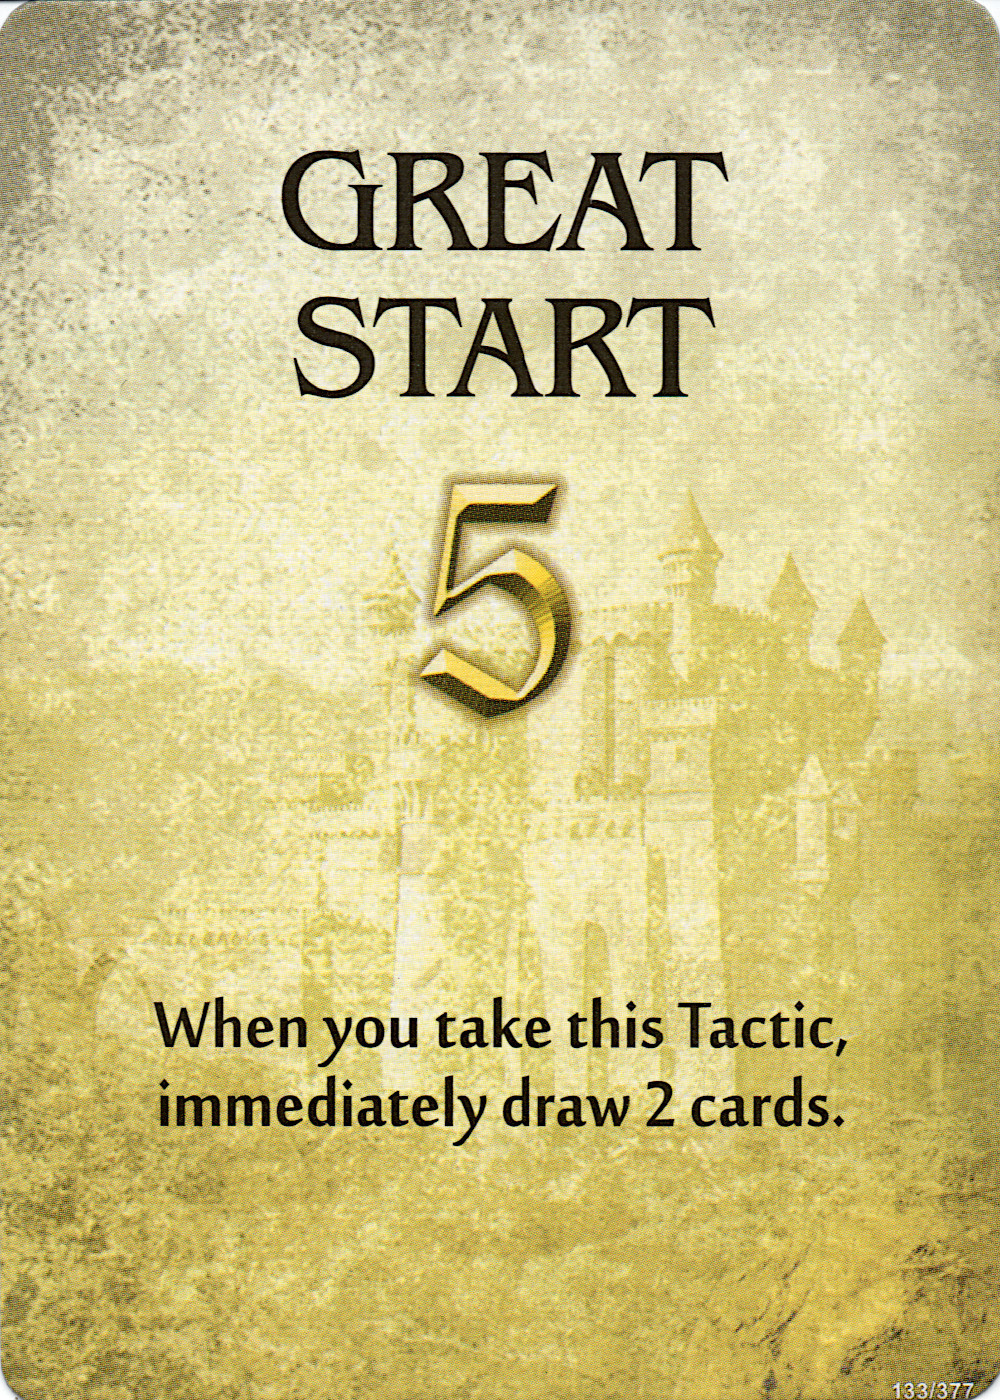 GREAT
START
5
When you take this Tactic,
immediately draw 2 cards.
133/377